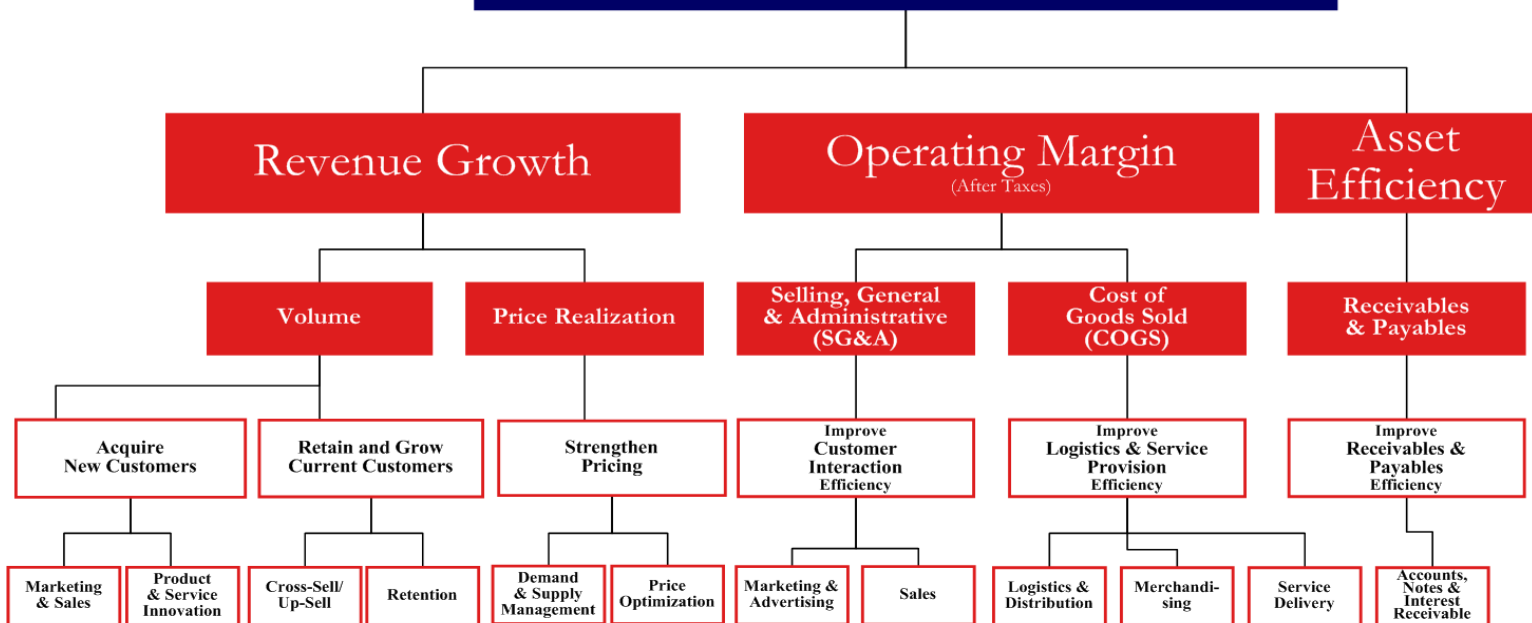 Revenue Growth
Operating Margin
(After Taxes)
Asset
Efficiency
Volume
Price Realization
Selling, General
& Administrative
(SG&A)
Cost of
Goods Sold
(COGS)
Receivables
& Payables
Acquire
New Customers
Retain and Grow
Current Customers
Strengthen
Pricing
Improve
Customer
Interaction
Efficiency
Improve
Logistics & Service
Provision
Efficiency
Improve
Receivables &
Payables
Efficiency
Marketing
& Sales
Product
& Service
Innovation
Cross-Sell/
Up-Sell
Retention
Demand
& Supply
Management
Price
Optimization
Marketing &
Advertising
Sales
Logistics &
Distribution
Merchandi-
sing
Service
Delivery
Accounts,
Notes &
Interest
Receivable